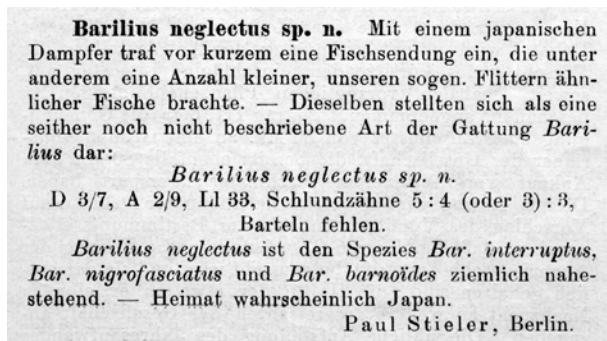 Barilius neglectus sp. n. Mit einem japanischen
Dampfer traf vor kurzem eine Fischsendung ein, die unter
anderem eine Anzahl kleiner, unseren sogen. Flittern ähn-
licher Fische brachte. — Dieselben stellten sich als eine
seither noch nicht beschriebene Art der Gattung Bari-
lius dar:
Barilius neglectus sp. n.
D 3/7, A 2/9, Ll 33, Schlundzähne 5 : 4 (oder 3) : 3,
Barteln fehlen.
Barilius neglectus ist den Spezies Bar. interruptus,
Bar. nigrofasciatus und Bar. barnoïdes ziemlich nahe-
stehend. — Heimat wahrscheinlich Japan.
Paul Stieler, Berlin.